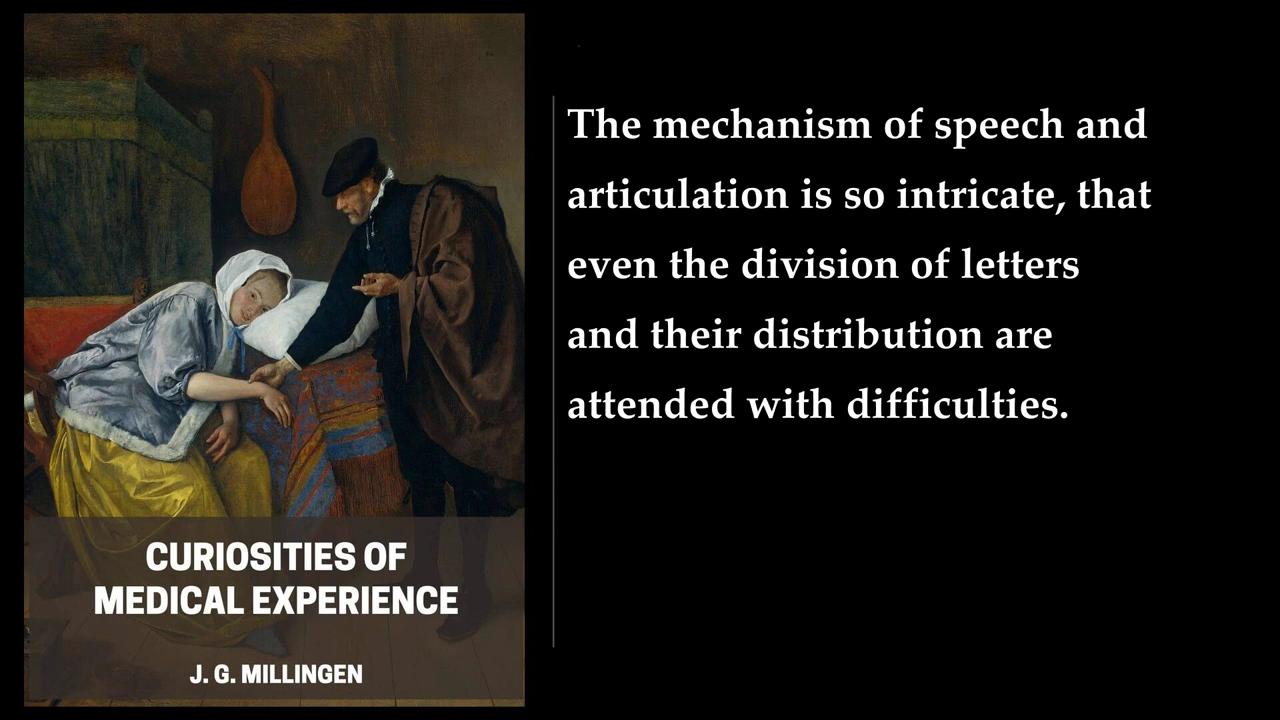 CURIOSITIES OF
MEDICAL EXPERIENCE
J. G. MILLINGEN
The mechanism of speech and
articulation is so intricate, that
even the division of letters
and their distribution are
attended with difficulties.